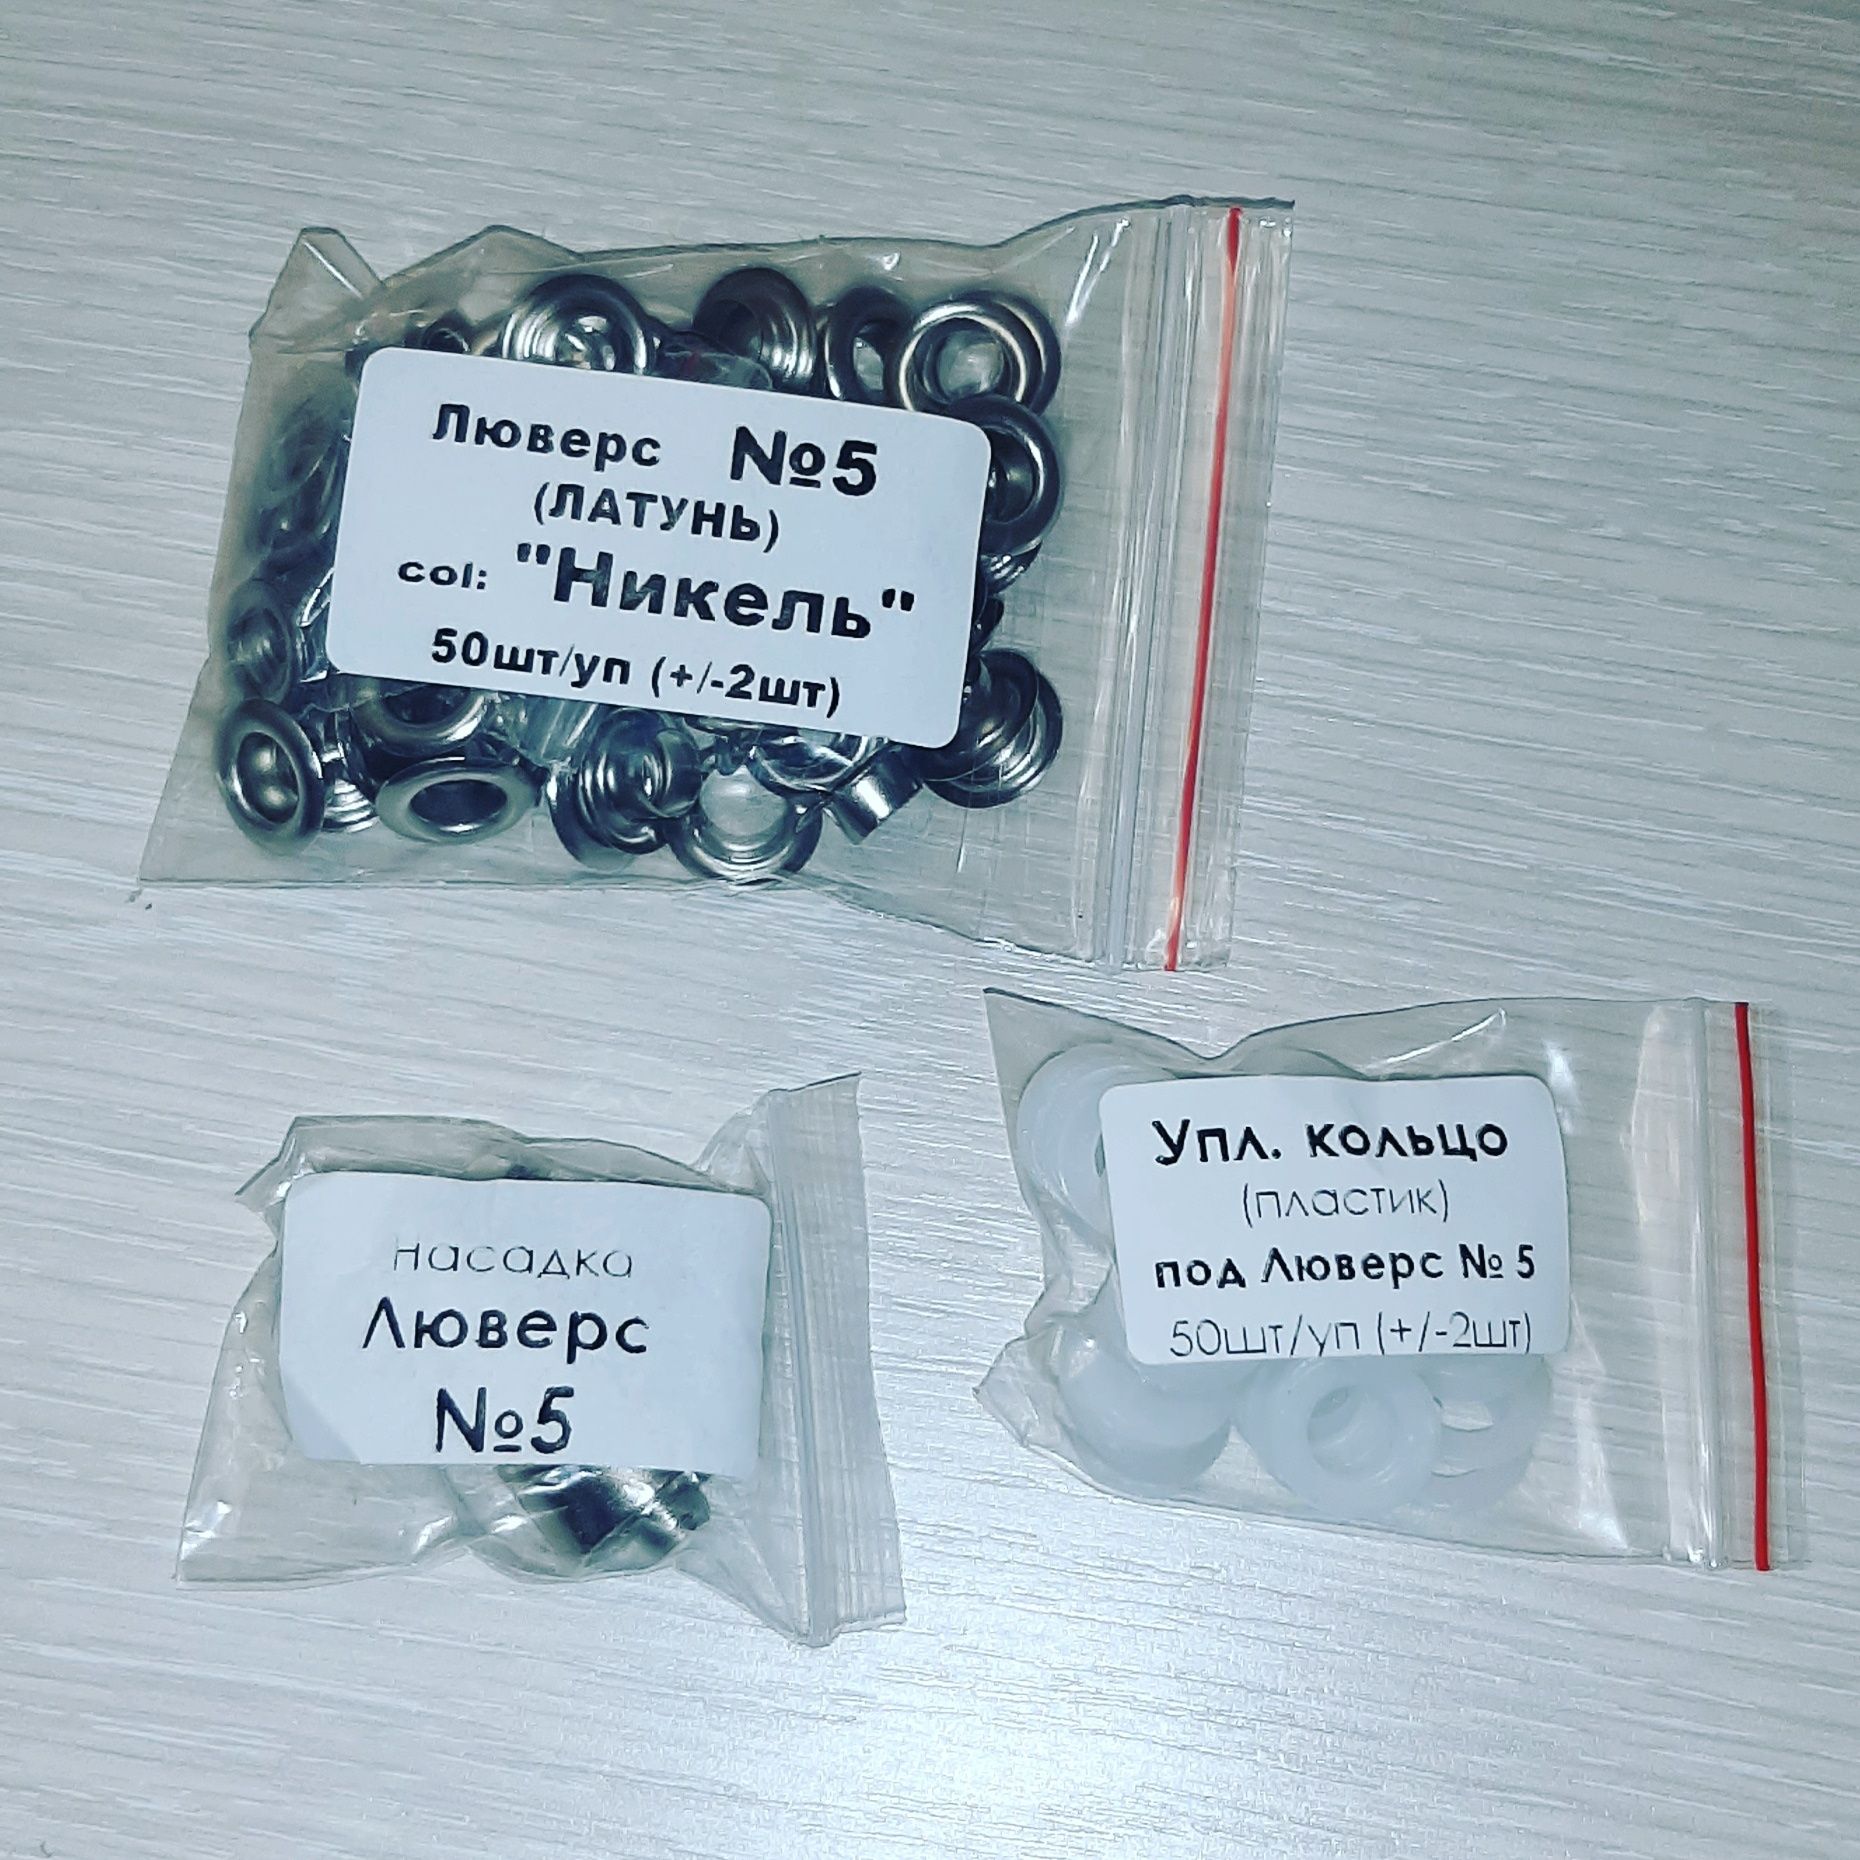 Люверс №5
(ЛАТУНЬ)
col: "Никель"
50шт/уп (+/-2шт)
насадка
Люверс
№5
Упл. кольцо
(пластик)
под Люверс № 5
50шт/уп (+/-2шт)